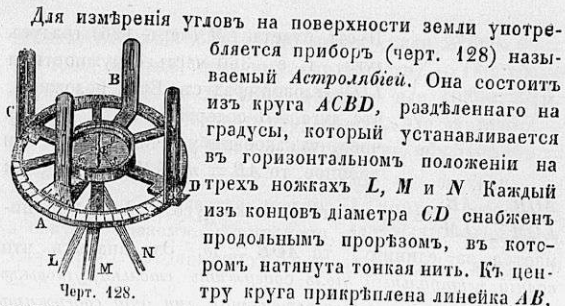 Для измѣренія угловъ на поверхности земли употре-
бляется приборъ (черт. 128) назы-
ваемый Астролябіей. Она состоитъ
изъ круга ACBD, раздѣленнаго на
градусы, который устанавливается
въ горизонтальномъ положеніи на
трехъ ножкахъ L, M и N Каждый
изъ концовъ діаметра CD снабженъ
продольнымъ прорѣзомъ, въ кото-
ромъ натянута тонкая нить. Къ цен-
тру круга прикрѣплена линейка AB.
B
C
D
A
L
M
N
Черт. 128.